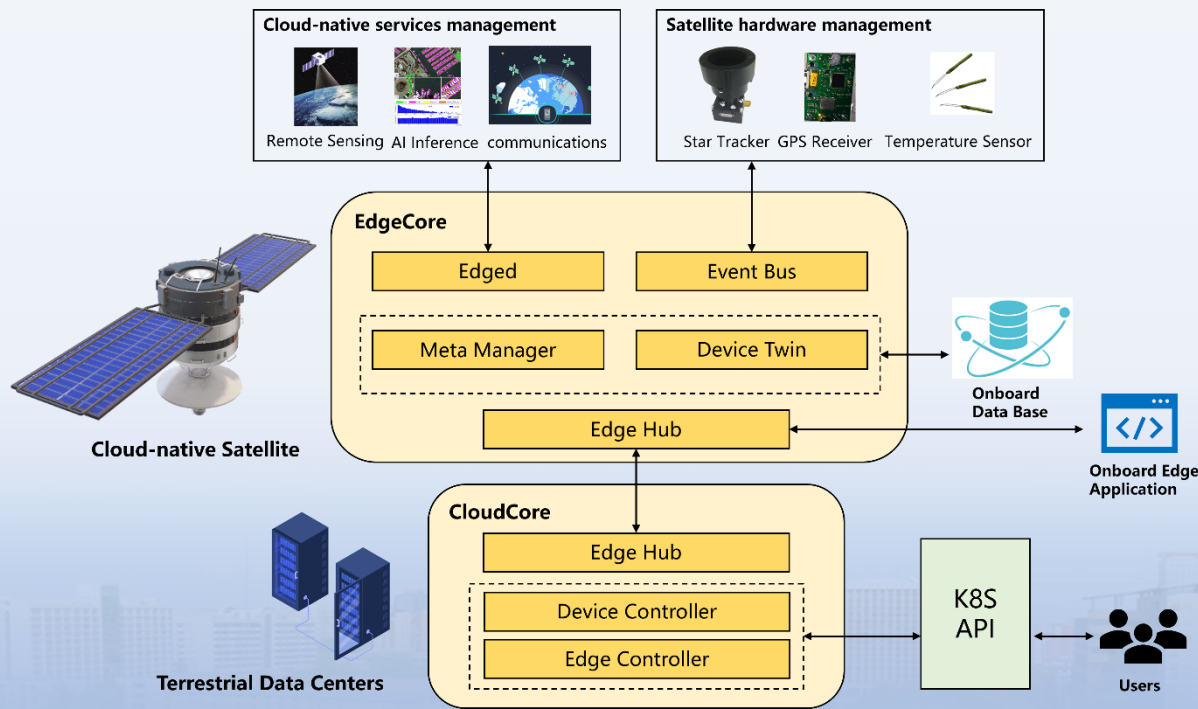 Cloud-native services management
Remote Sensing
AI Inference
communications
Satellite hardware management
Star Tracker
GPS Receiver
Temperature Sensor
EdgeCore
Edged
Event Bus
Meta Manager
Device Twin
Edge Hub
Onboard
Data Base
Onboard Edge
Application
Cloud-native Satellite
CloudCore
Edge Hub
Device Controller
Edge Controller
K8S
API
Users
Terrestrial Data Centers